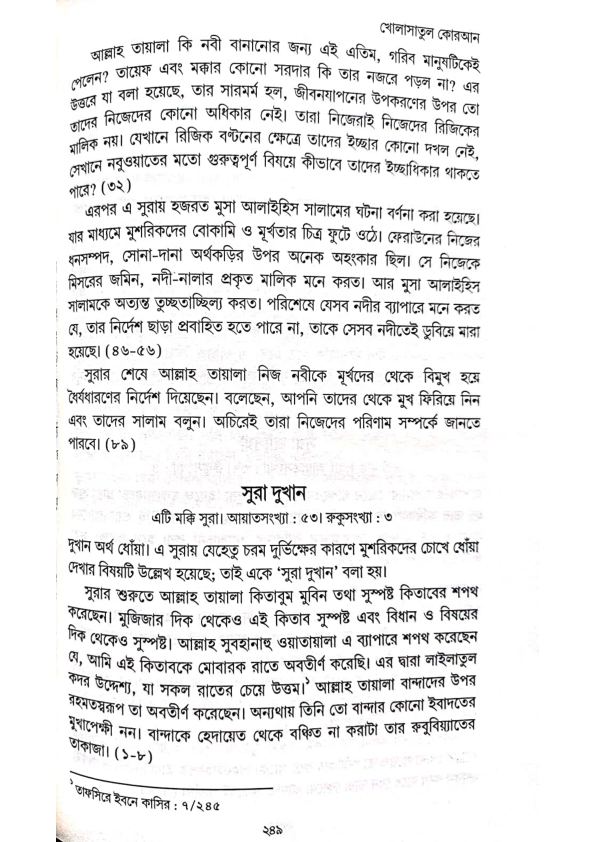 খোলাসাতুল কোরআন
আল্লাহ তায়ালা কি নবী বানানোর জন্য এই এতিম, গরিব মানুষটিকেই
পেলেন? তায়েফ এবং মক্কার কোনো সরদার কি তার নজরে পড়ল না? এর
উত্তরে যা বলা হয়েছে, তার সারমর্ম হল, জীবনযাপনের উপকরণের উপর তো
তাদের নিজেদের কোনো অধিকার নেই। তারা নিজেরাই নিজেদের রিজিকের
মালিক নয়। যেখানে রিজিক বণ্টনের ক্ষেত্রে তাদের ইচ্ছার কোনো দখল নেই,
সেখানে নবুওয়াতের মতো গুরুত্বপূর্ণ বিষয়ে কীভাবে তাদের ইচ্ছাধিকার থাকতে
পারে? (৩২)
এরপর এ সুরায় হজরত মুসা আলাইহিস সালামের ঘটনা বর্ণনা করা হয়েছে।
যার মাধ্যমে মুশরিকদের বোকামি ও মূর্খতার চিত্র ফুটে ওঠে। ফেরাউনের নিজের
ধনসম্পদ, সোনা-দানা অর্থকড়ির উপর অনেক অহংকার ছিল। সে নিজেকে
মিসরের জমিন, নদী-নালার প্রকৃত মালিক মনে করত। আর মুসা আলাইহিস
সালামকে অত্যন্ত তুচ্ছতাচ্ছিল্য করত। পরিশেষে যেসব নদীর ব্যাপারে মনে করত
যে, তার নির্দেশ ছাড়া প্রবাহিত হতে পারে না, তাকে সেসব নদীতেই ডুবিয়ে মারা
হয়েছে। (৪৬-৫৬)
সুরার শেষে আল্লাহ তায়ালা নিজ নবীকে মূর্খদের থেকে বিমুখ হয়ে
ধৈর্যধারণের নির্দেশ দিয়েছেন। বলেছেন, আপনি তাদের থেকে মুখ ফিরিয়ে নিন
এবং তাদের সালাম বলুন। অচিরেই তারা নিজেদের পরিণাম সম্পর্কে জানতে
পারবে। (৮৯)
সুরা দুখান
এটি মক্কি সুরা। আয়াতসংখ্যা : ৫৩। রুকুসংখ্যা : ৩
দুখান অর্থ ধোঁয়া। এ সুরায় যেহেতু চরম দুর্ভিক্ষের কারণে মুশরিকদের চোখে ধোঁয়া
দেখার বিষয়টি উল্লেখ হয়েছে; তাই একে ‘সুরা দুখান’ বলা হয়।
সুরার শুরুতে আল্লাহ তায়ালা কিতাবুম মুবিন তথা সুস্পষ্ট কিতাবের শপথ
করেছেন। মুজিজার দিক থেকেও এই কিতাব সুস্পষ্ট এবং বিধান ও বিষয়ের
দিক থেকেও সুস্পষ্ট। আল্লাহ সুবহানাহু ওয়াতায়ালা এ ব্যাপারে শপথ করেছেন
যে, আমি এই কিতাবকে মোবারক রাতে অবতীর্ণ করেছি। এর দ্বারা লাইলাতুল
কদর উদ্দেশ্য, যা সকল রাতের চেয়ে উত্তম।¹ আল্লাহ তায়ালা বান্দাদের উপর
রহমতস্বরূপ তা অবতীর্ণ করেছেন। অন্যথায় তিনি তো বান্দার কোনো ইবাদতের
মুখাপেক্ষী নন। বান্দাকে হেদায়েত থেকে বঞ্চিত না করাটা তার রুবুবিয়্যাতের
তাকাজা। (১-৮)
¹ তাফসিরে ইবনে কাসির : ৭/২৪৫
২৪৯